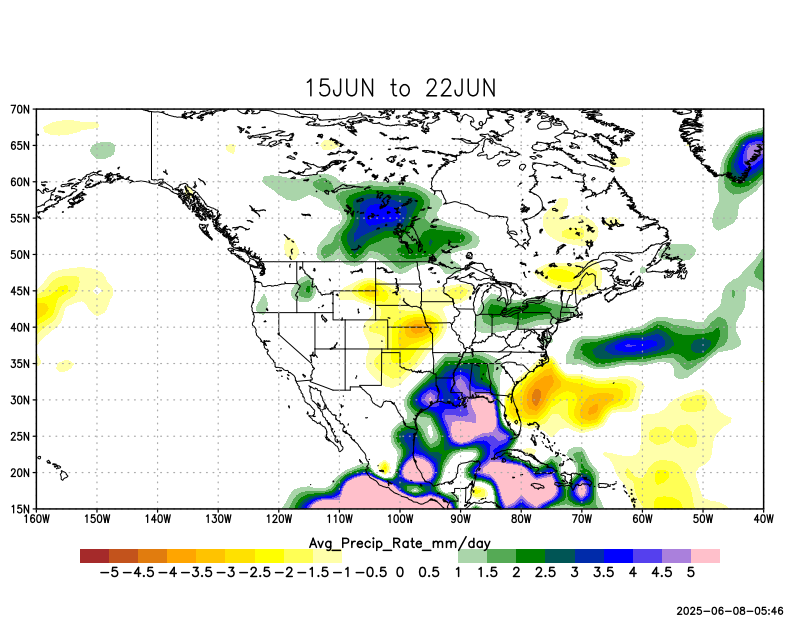 15JUN to 22JUN
70N
65N
60N
55N
50N
45N
40N
35N
30N
25N
20N
15N
160W 150W 140W 130W 120W 110W 100W 90W 80W 70W 60W 50W 40W
Avg_Precip_Rate_mm/day
-5 -4.5 -4 -3.5 -3 -2.5 -2 -1.5 -1 -0.5 0 0.5 1 1.5 2 2.5 3 3.5 4 4.5 5
2025-06-08-05:46